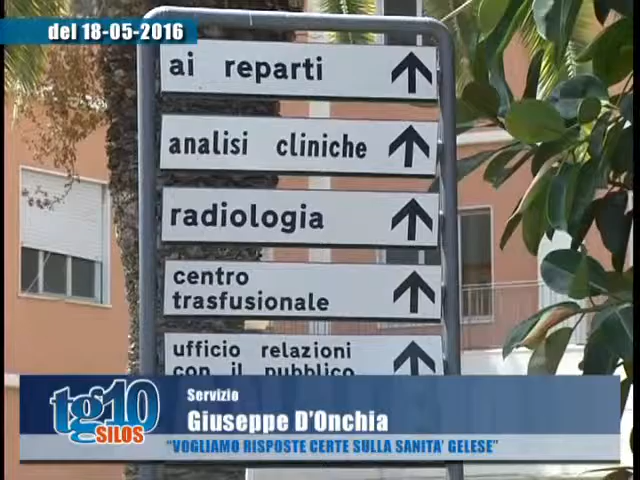 del 18-05-2016
ai reparti
analisi cliniche
radiologia
centro
trasfusionale
ufficio relazioni
con il pubblico
tg10
SILOS
Servizio
Giuseppe D'Onchia
"VOGLIAMO RISPOSTE CERTE SULLA SANITA' GELESE"